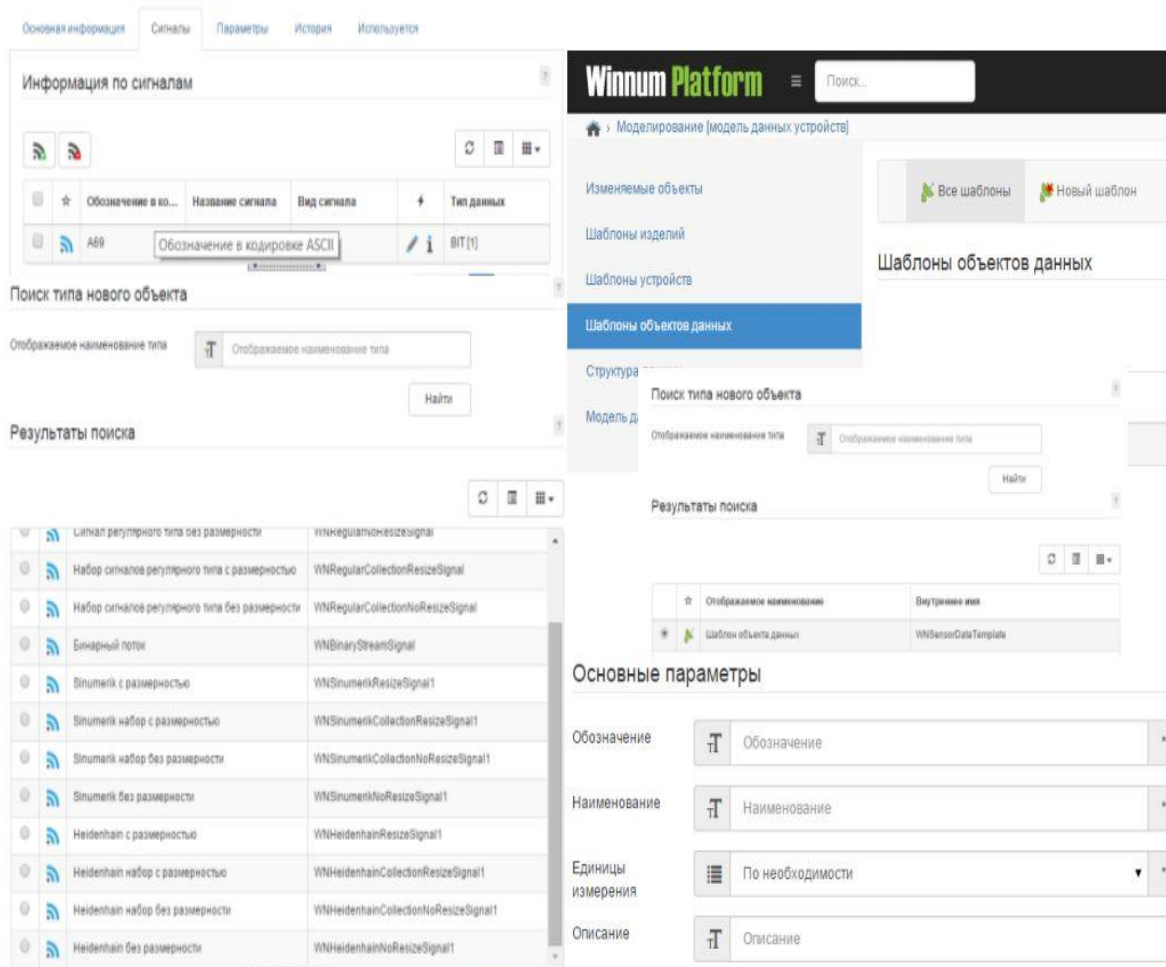 Основная информация Сигналы Параметры История Используется
Информация по сигналам
?
Обозначение в ко... Название сигнала Вид сигнала Тип данных
A69 BIT [1]
Обозначение в кодировке ASCII
Поиск типа нового объекта
?
Отображаемое наименование типа Отображаемое наименование типа
Найти
Результаты поиска
?
Сигнал регулярного типа без размерности WNRegularNoResizeSignal
Набор сигналов регулярного типа с размерностью WNRegularCollectionResizeSignal
Набор сигналов регулярного типа без размерности WNRegularCollectionNoResizeSignal
Бинарный поток WNBinaryStreamSignal
Sinumerik с размерностью WNSinumerikResizeSignal1
Sinumerik набор с размерностью WNSinumerikCollectionResizeSignal1
Sinumerik набор без размерности WNSinumerikCollectionNoResizeSignal1
Sinumerik без размерности WNSinumerikNoResizeSignal1
Heidenhain с размерностью WNHeidenhainResizeSignal1
Heidenhain набор с размерностью WNHeidenhainCollectionResizeSignal1
Heidenhain набор без размерности WNHeidenhainCollectionNoResizeSignal1
Heidenhain без размерности WNHeidenhainNoResizeSignal1
Winnum Platform Поиск...
Моделирование [модель данных устройств]
Изменяемые объекты
Шаблоны изделий
Шаблоны устройств
Шаблоны объектов данных
Структура
Модель
Все шаблоны Новый шаблон
Шаблоны объектов данных
Поиск типа нового объекта
?
Отображаемое наименование типа Отображаемое наименование типа
Найти
Результаты поиска
?
Отображаемое наименование Внутреннее имя
Шаблон объекта данных WNSensorDataTemplate
Основные параметры
Обозначение Обозначение *
Наименование Наименование *
Единицы измерения По необходимости *
Описание Описание